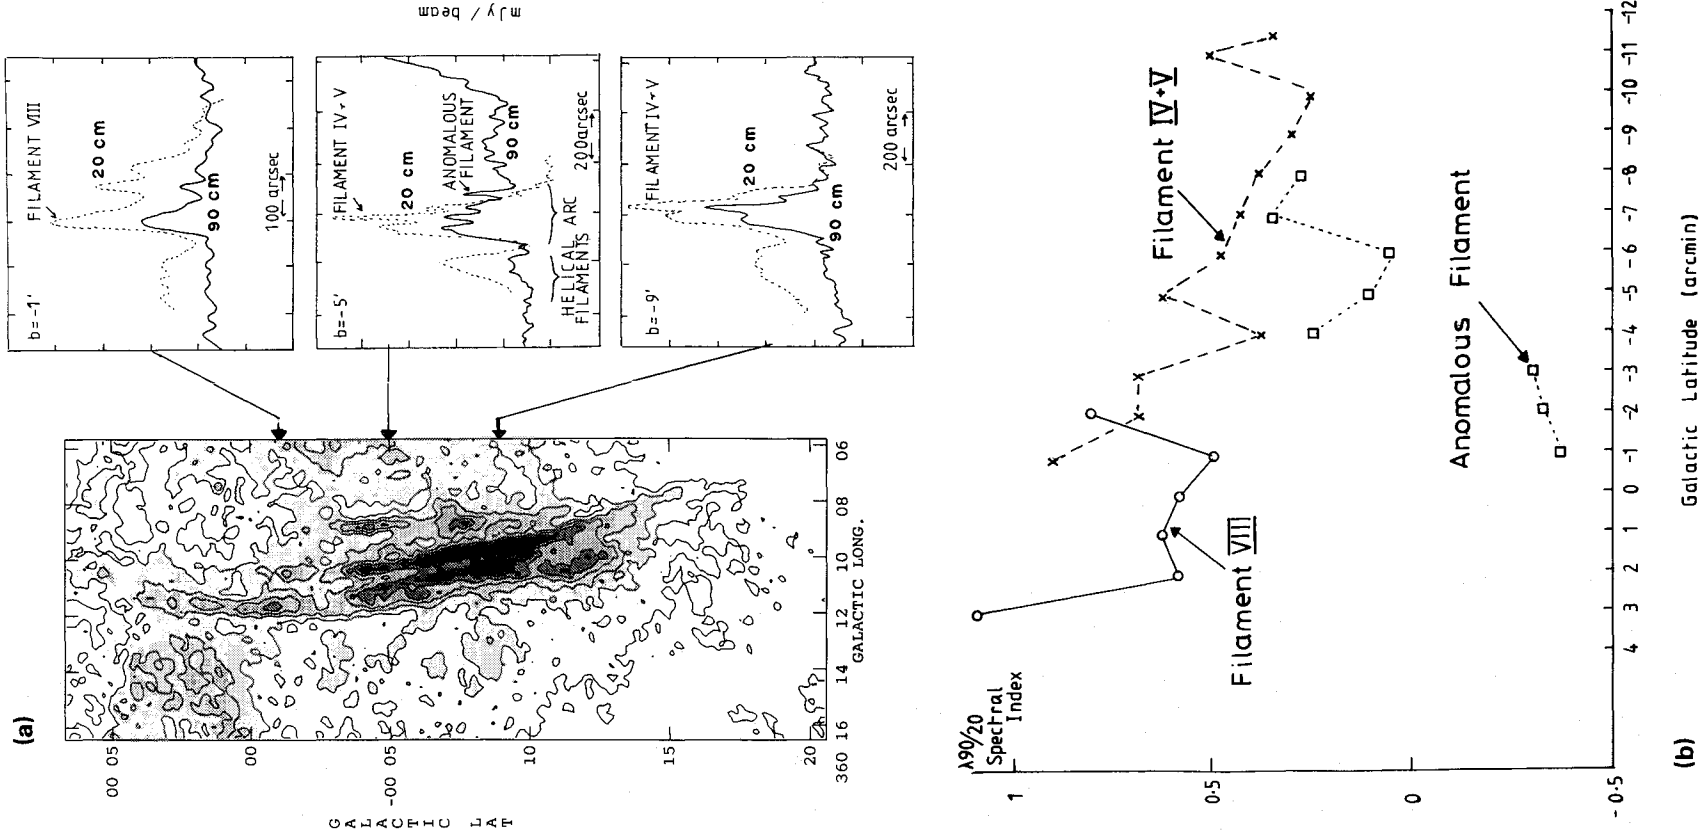 (a)
mJy / beam
b=-1'
FILAMENT VIII
20 cm
90 cm
100 arcsec
b=-5'
FILAMENT IV+V
20 cm
ANOMALOUS
FILAMENT
90 cm
HELICAL
FILAMENTS
ARC
200arcsec
b=-9'
FILAMENT IV+V
20 cm
90 cm
200 arcsec
GALACTIC LAT
00 05
00
-00 05
10
15
20
360 16
14
12
10
08
06
GALACTIC LONG.
λ90/20
Spectral
Index
1
0·5
0
-0·5
Filament VIII
Filament IV+V
Anomalous Filament
4
3
2
1
0
-1
-2
-3
-4
-5
-6
-7
-8
-9
-10
-11
-12
Galactic Latitude (arcmin)
(b)